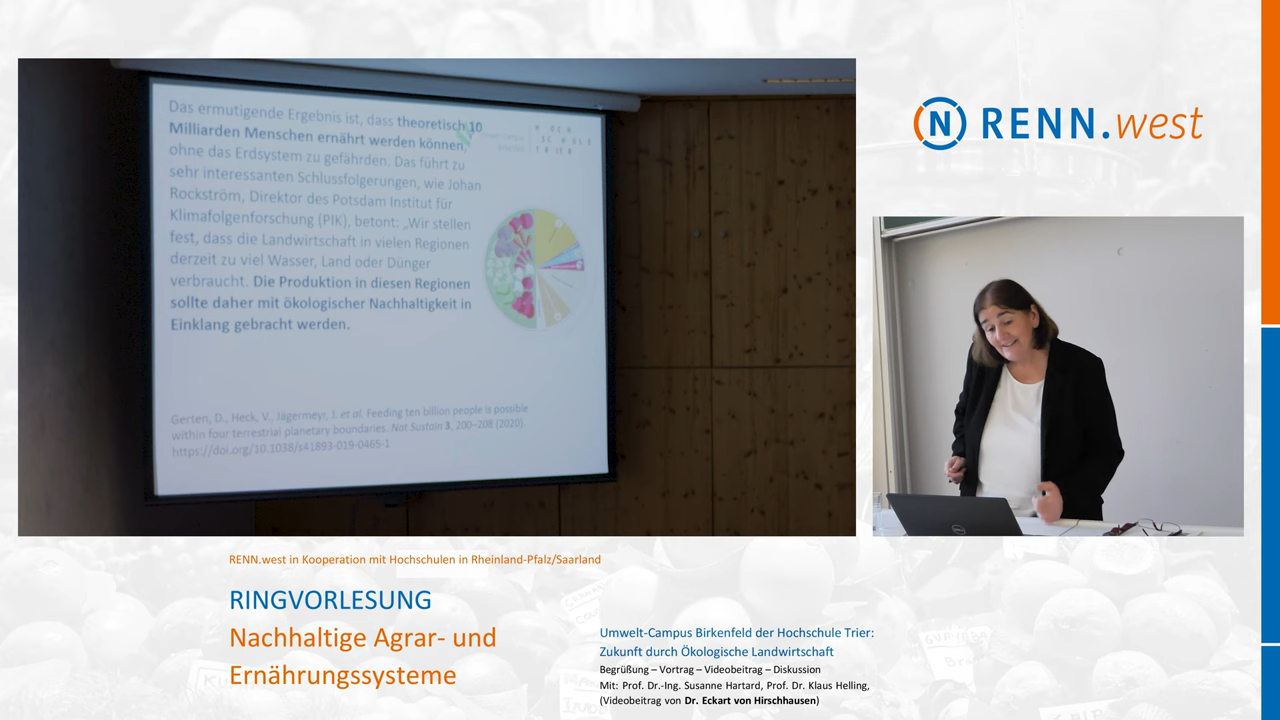 Das ermutigende Ergebnis ist, dass theoretisch 10
Milliarden Menschen ernährt werden können,
ohne das Erdsystem zu gefährden. Das führt zu
sehr interessanten Schlussfolgerungen, wie Johan
Rockström, Direktor des Potsdam Institut für
Klimafolgenforschung (PIK), betont: „Wir stellen
fest, dass die Landwirtschaft in vielen Regionen
derzeit zu viel Wasser, Land oder Dünger
verbraucht. Die Produktion in diesen Regionen
sollte daher mit ökologischer Nachhaltigkeit in
Einklang gebracht werden.
HOCH
SCHULE
TRIER
Gerten, D., Heck, V., Jägermeyr, J. et al. Feeding ten billion people is possible
within four terrestrial planetary boundaries. Nat Sustain 3, 200–208 (2020).
https://doi.org/10.1038/s41893-019-0465-1
N RENN.west
DELL
RENN.west in Kooperation mit Hochschulen in Rheinland-Pfalz/Saarland
RINGVORLESUNG
Nachhaltige Agrar- und
Ernährungssysteme
Umwelt-Campus Birkenfeld der Hochschule Trier:
Zukunft durch Ökologische Landwirtschaft
Begrüßung – Vortrag – Videobeitrag – Diskussion
Mit: Prof. Dr.-Ing. Susanne Hartard, Prof. Dr. Klaus Helling,
(Videobeitrag von Dr. Eckart von Hirschhausen)